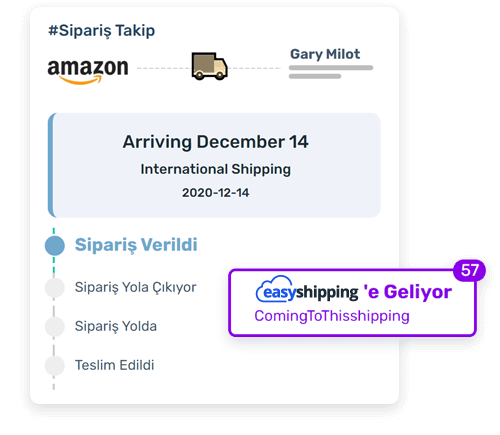 #Sipariş Takip
amazon
Gary Milot
Arriving December 14
International Shipping
2020-12-14
Sipariş Verildi
Sipariş Yola Çıkıyor
Sipariş Yolda
Teslim Edildi
57
easyshipping 'e Geliyor
ComingToThisshipping